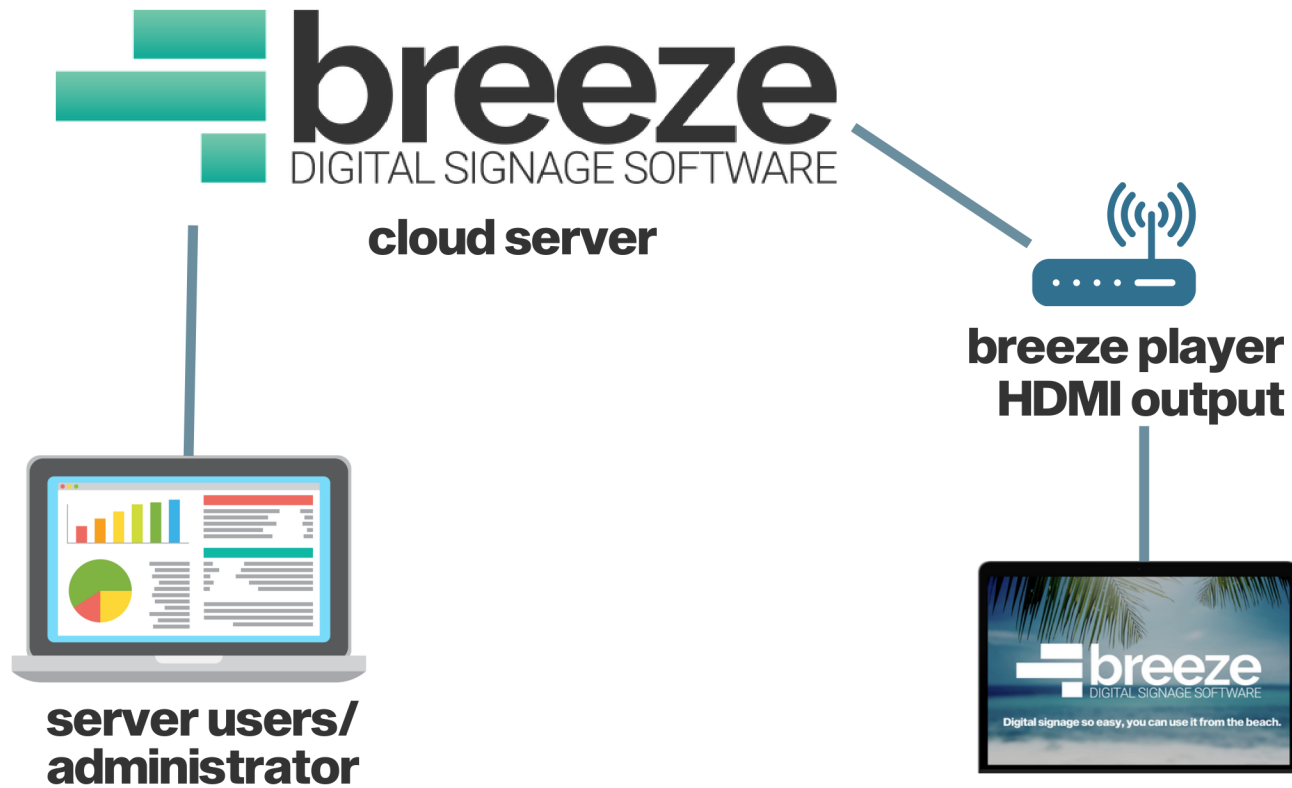 breeze
DIGITAL SIGNAGE SOFTWARE
cloud server
breeze player
HDMI output
server users/
administrator
breeze
DIGITAL SIGNAGE SOFTWARE
Digital signage so easy, you can use it from the beach.